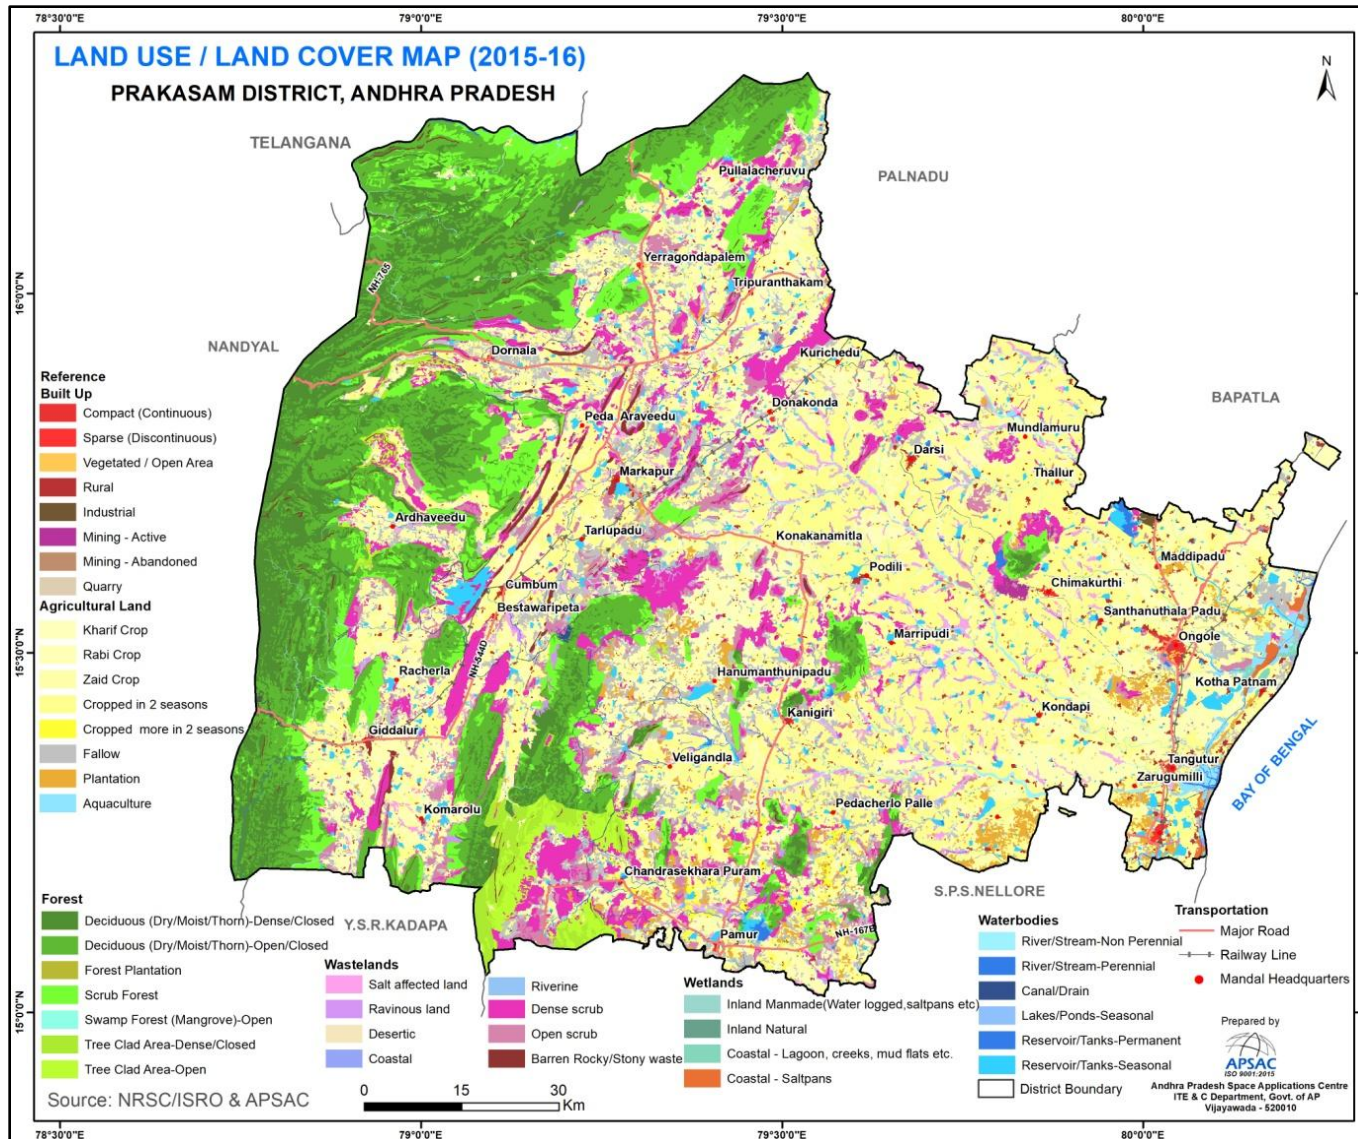 78°30'0"E 79°0'0"E 79°30'0"E 80°0'0"E
LAND USE / LAND COVER MAP (2015-16)
PRAKASAM DISTRICT, ANDHRA PRADESH
N
TELANGANA
PALNADU
NANDYAL
BAPATLA
S.P.S.NELLORE
Y.S.R.KADAPA
BAY OF BENGAL
16°0'0"N
15°30'0"N
15°0'0"N
Pullalacheruvu
Yerragondapalem
Tripuranthakam
NH-765
Dornala
Kurichedu
Donakonda
Peda Araveedu
Mundlamuru
Darsi
Markapur
Thallur
Ardhaveedu
Tarlupadu
Konakanamitla
Maddipadu
Podili
Cumbum
Chimakurthi
Bestawaripeta
Santhanuthala Padu
Marripudi
Ongole
Racherla
NH-544D
Hanumanthunipadu
Kotha Patnam
Kanigiri
Kondapi
Giddalur
Veligandla
Tangutur
Zarugumilli
Komarolu
Pedacherlo Palle
Chandrasekhara Puram
Pamur
NH-167B
Reference
Built Up
Compact (Continuous)
Sparse (Discontinuous)
Vegetated / Open Area
Rural
Industrial
Mining - Active
Mining - Abandoned
Quarry
Agricultural Land
Kharif Crop
Rabi Crop
Zaid Crop
Cropped in 2 seasons
Cropped more in 2 seasons
Fallow
Plantation
Aquaculture
Forest
Deciduous (Dry/Moist/Thorn)-Dense/Closed
Deciduous (Dry/Moist/Thorn)-Open/Closed
Forest Plantation
Scrub Forest
Swamp Forest (Mangrove)-Open
Tree Clad Area-Dense/Closed
Tree Clad Area-Open
Wastelands
Salt affected land
Ravinous land
Desertic
Coastal
Riverine
Dense scrub
Open scrub
Barren Rocky/Stony waste
Wetlands
Inland Manmade(Water logged,saltpans etc)
Inland Natural
Coastal - Lagoon, creeks, mud flats etc.
Coastal - Saltpans
Waterbodies
River/Stream-Non Perennial
River/Stream-Perennial
Canal/Drain
Lakes/Ponds-Seasonal
Reservoir/Tanks-Permanent
Reservoir/Tanks-Seasonal
District Boundary
Transportation
Major Road
Railway Line
Mandal Headquarters
Prepared by
APSAC
ISO 9001:2015
Andhra Pradesh Space Applications Centre
ITE & C Department, Govt. of AP
Vijayawada - 520010
Source: NRSC/ISRO & APSAC
0 15 30
Km
16°0'0"N
15°30'0"N
15°0'0"N
78°30'0"E 79°0'0"E 79°30'0"E 80°0'0"E